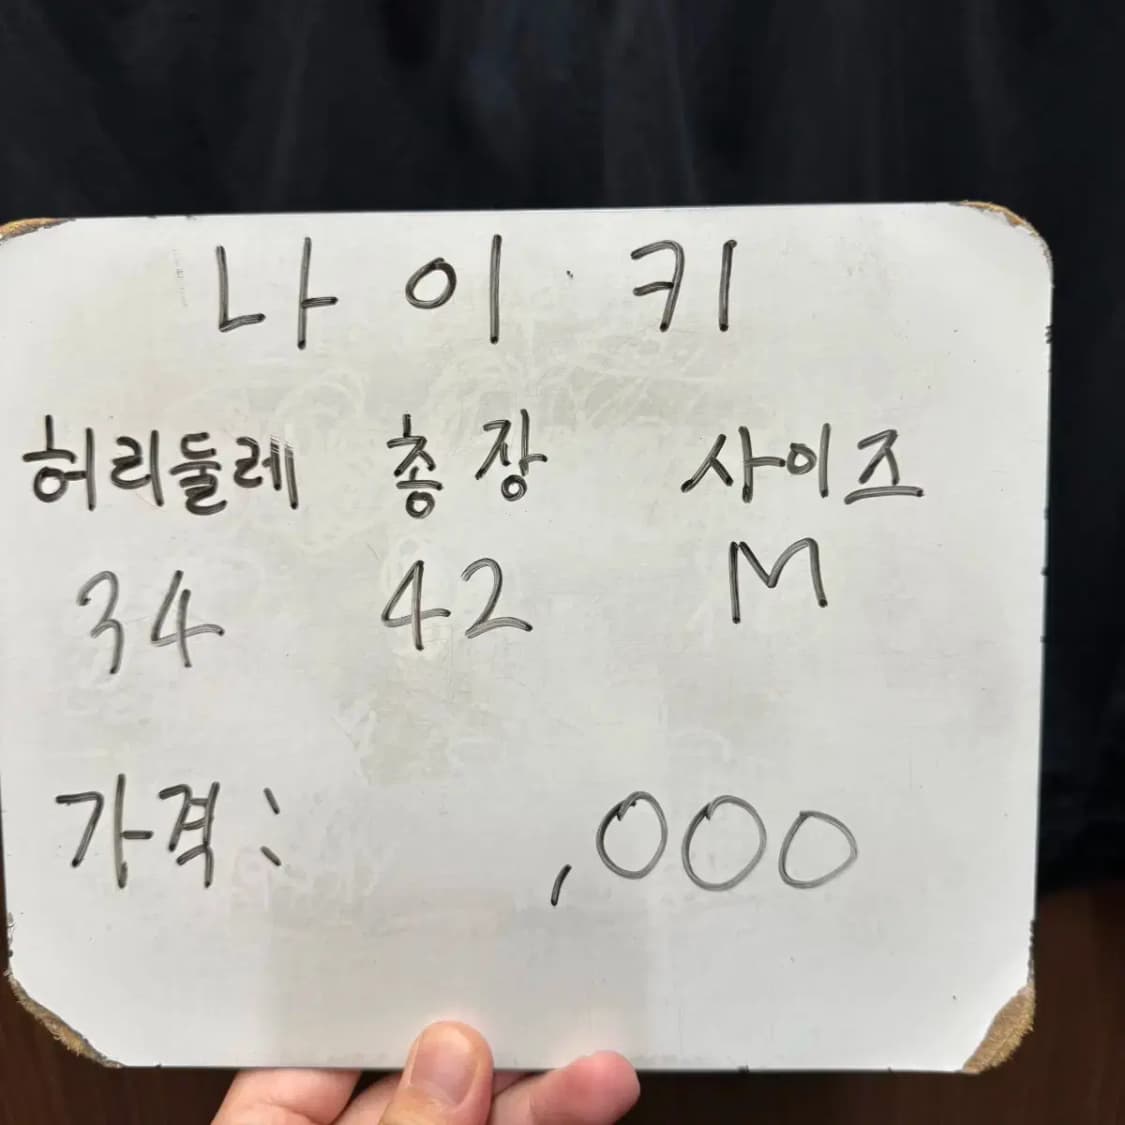 나이키
허리둘레 총장 사이즈
34 42 M
가격: ,000